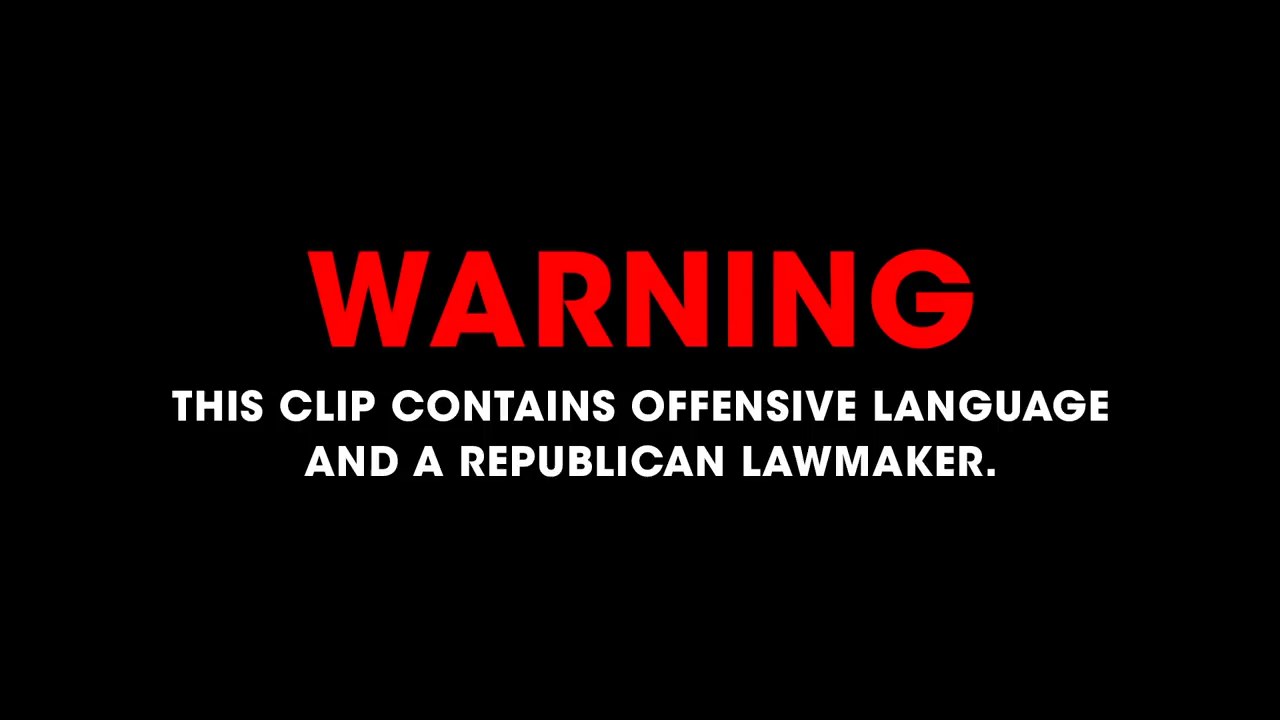 WARNING
THIS CLIP CONTAINS OFFENSIVE LANGUAGE
AND A REPUBLICAN LAWMAKER.